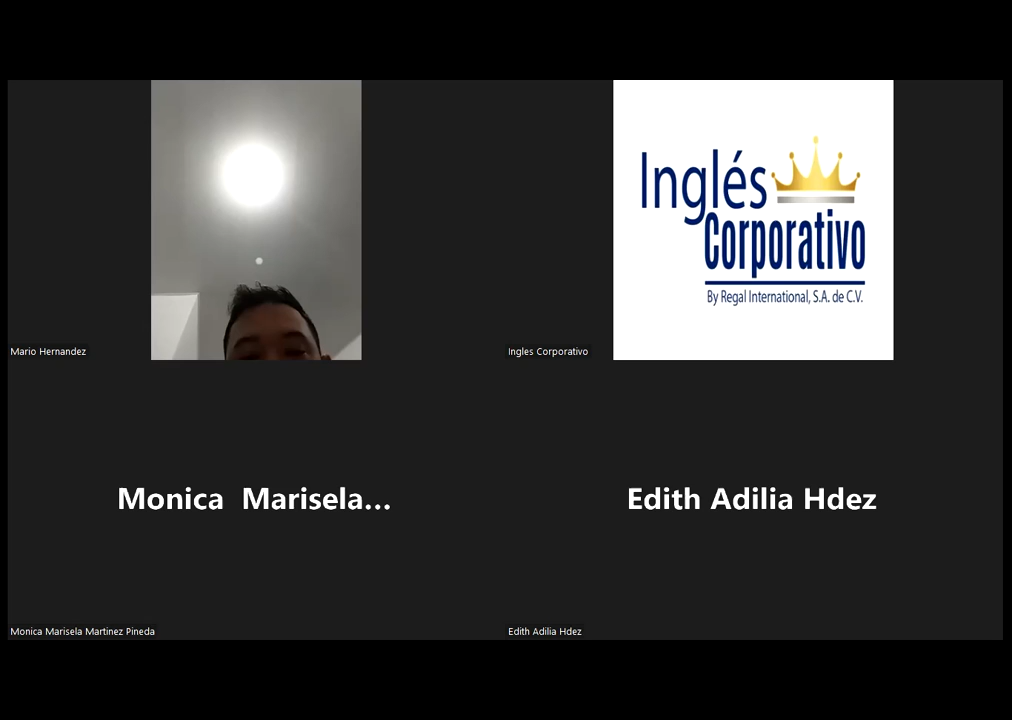 Inglés
Corporativo
By Regal International, S.A. de C.V.
Mario Hernandez
Ingles Corporativo
Monica  Marisela...
Edith Adilia Hdez
Monica Marisela Martinez Pineda
Edith Adilia Hdez